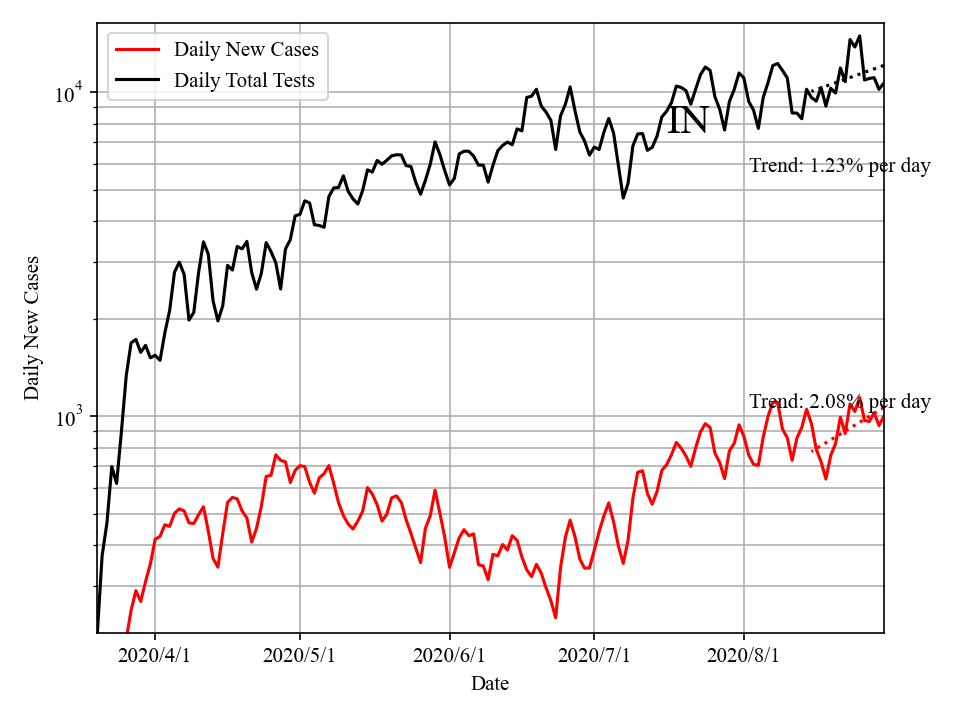 Daily New Cases
Daily Total Tests
10^4
IN
Trend: 1.23% per day
Daily New Cases
Trend: 2.08% per day
10^3
2020/4/1 2020/5/1 2020/6/1 2020/7/1 2020/8/1
Date